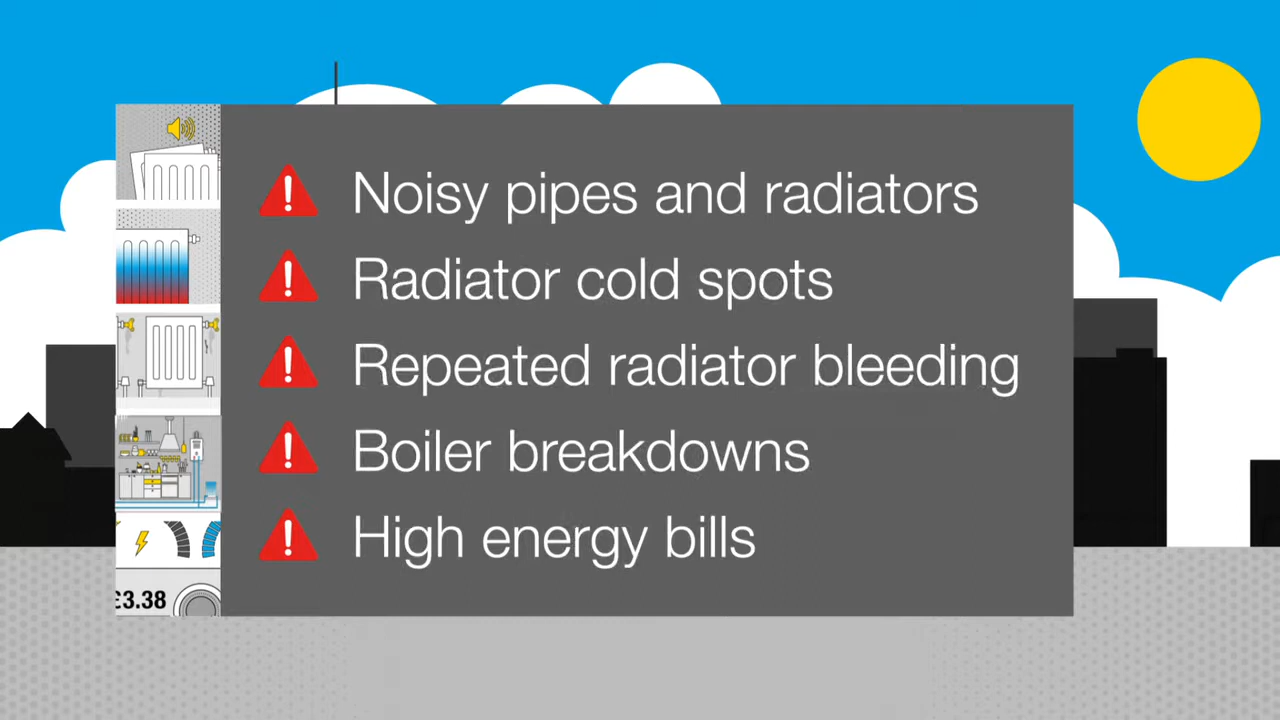 Noisy pipes and radiators
Radiator cold spots
Repeated radiator bleeding
Boiler breakdowns
High energy bills
£3.38